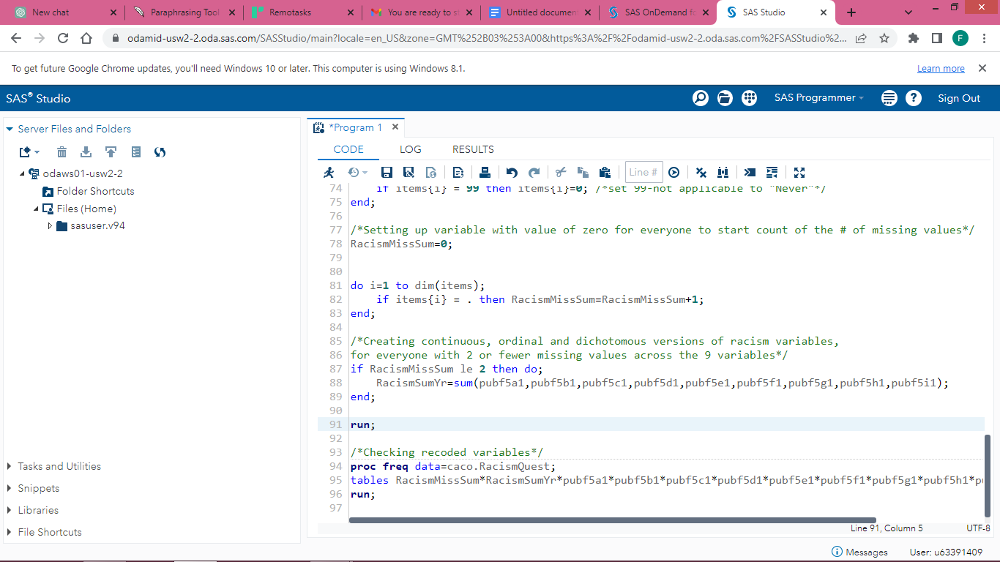 New chat
Paraphrasing Tool
Remotasks
You are ready to st
Untitled document
SAS OnDemand fo
SAS Studio
odamid-usw2-2.oda.sas.com/SASStudio/main?locale=en_US&zone=GMT%252B03%253A00&https%3A%2F%2Fodamid-usw2-2.oda.sas.com%2FSASStudio%2...
F
To get future Google Chrome updates, you'll need Windows 10 or later. This computer is using Windows 8.1.
Learn more
SAS® Studio
SAS Programmer
Sign Out
Server Files and Folders
odaws01-usw2-2
Folder Shortcuts
Files (Home)
sasuser.v94
Tasks and Utilities
Snippets
Libraries
File Shortcuts
*Program 1
CODE LOG RESULTS
Line #
74 if items{i} = 99 then items{i}=0; /*set 99-not applicable to "Never"*/
75 end;
76
77 /*Setting up variable with value of zero for everyone to start count of the # of missing values*/
78 RacismMissSum=0;
79
80
81 do i=1 to dim(items);
82 if items{i} = . then RacismMissSum=RacismMissSum+1;
83 end;
84
85 /*Creating continuous, ordinal and dichotomous versions of racism variables,
86 for everyone with 2 or fewer missing values across the 9 variables*/
87 if RacismMissSum le 2 then do;
88 RacismSumYr=sum(pubf5a1,pubf5b1,pubf5c1,pubf5d1,pubf5e1,pubf5f1,pubf5g1,pubf5h1,pubf5i1);
89 end;
90
91 run;
92
93 /*Checking recoded variables*/
94 proc freq data=caco.RacismQuest;
95 tables RacismMissSum*RacismSumYr*pubf5a1*pubf5b1*pubf5c1*pubf5d1*pubf5e1*pubf5f1*pubf5g1*pubf5h1*pu
96 run;
97
Line 91, Column 5
UTF-8
Messages
User: u63391409